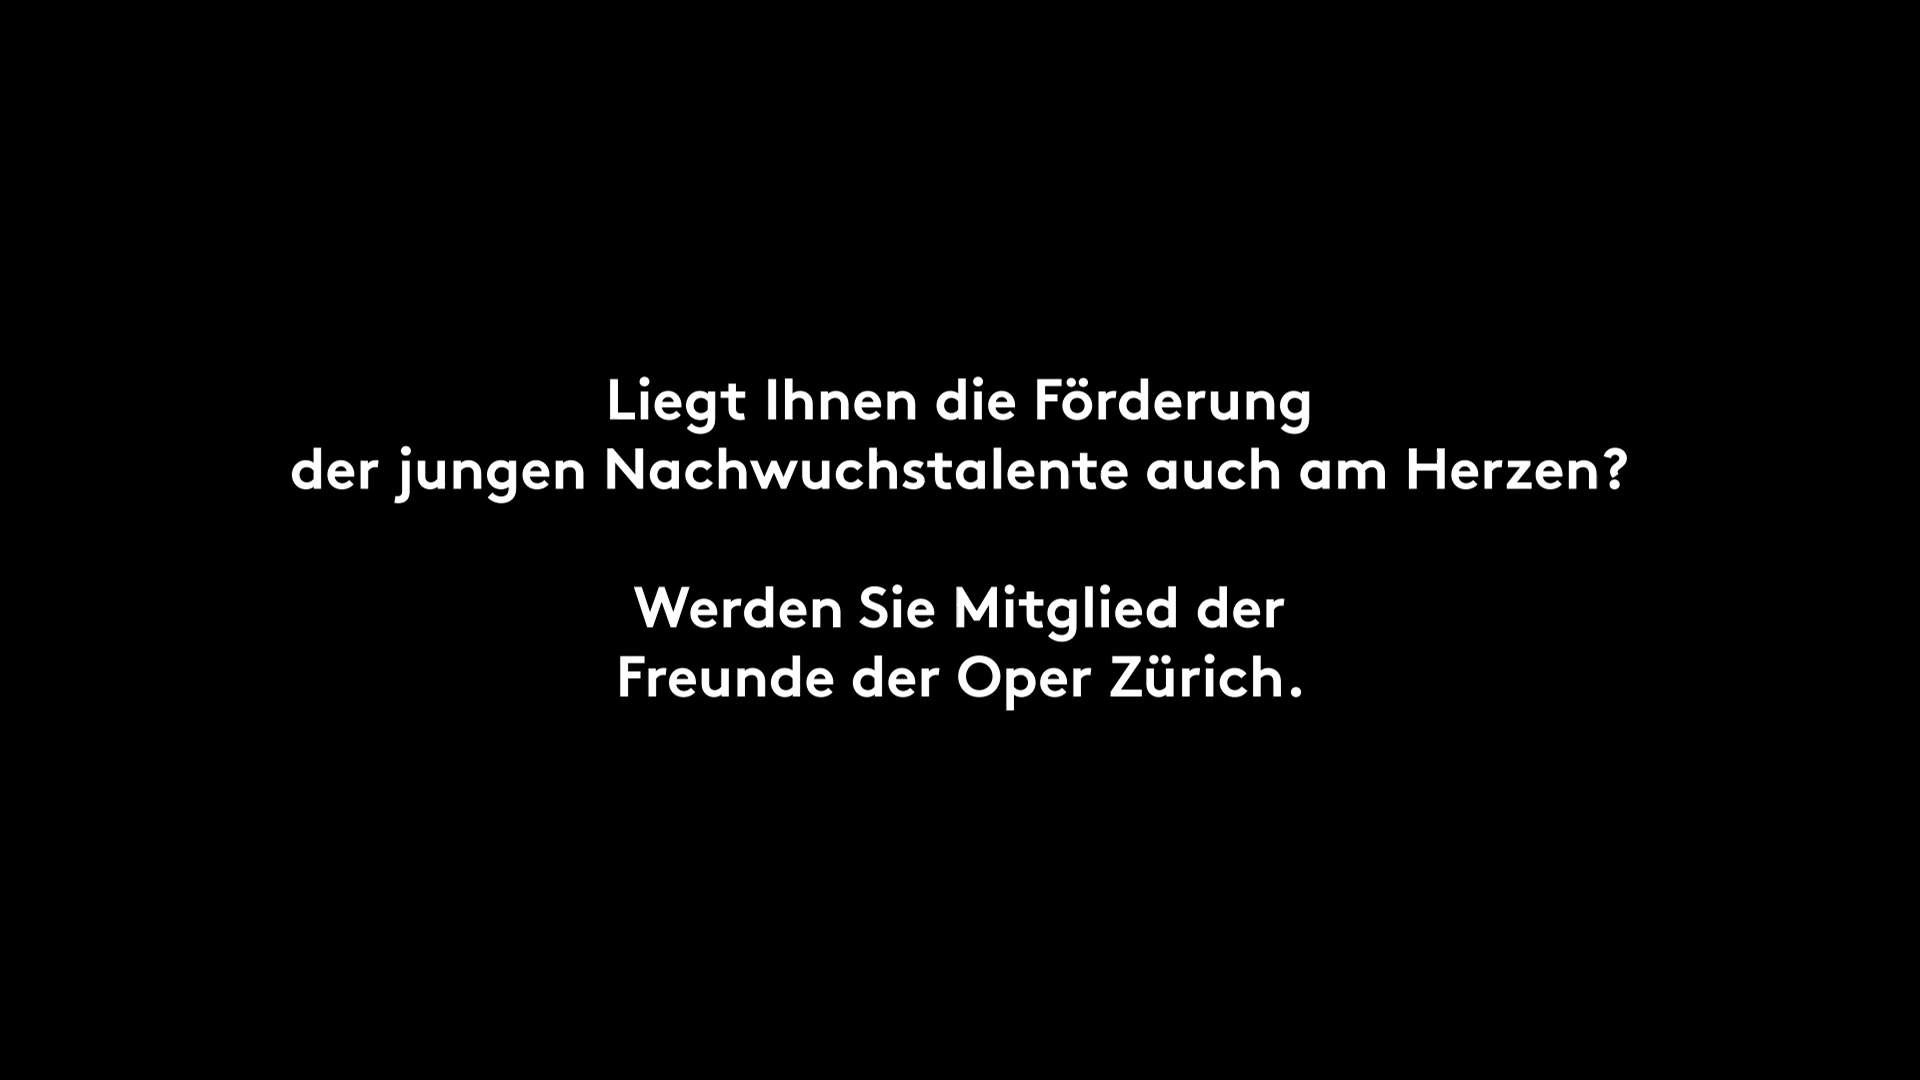 Liegt Ihnen die Förderung
der jungen Nachwuchstalente auch am Herzen?
Werden Sie Mitglied der
Freunde der Oper Zürich.